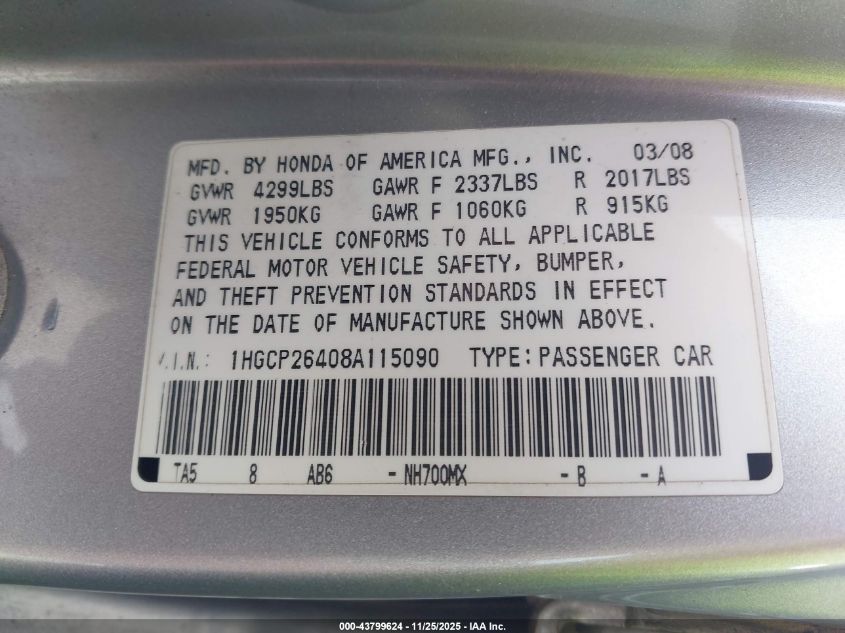 MFD. BY HONDA OF AMERICA MFG., INC. 03/08
GVWR 4299LBS GAWR F 2337LBS R 2017LBS
GVWR 1950KG GAWR F 1060KG R 915KG
THIS VEHICLE CONFORMS TO ALL APPLICABLE
FEDERAL MOTOR VEHICLE SAFETY, BUMPER,
AND THEFT PREVENTION STANDARDS IN EFFECT
ON THE DATE OF MANUFACTURE SHOWN ABOVE.
V.I.N.: 1HGCP26408A115090 TYPE: PASSENGER CAR
TA5 8 AB6 - NH700MX - B - A
000-43799624 - 11/25/2025 - IAA Inc.